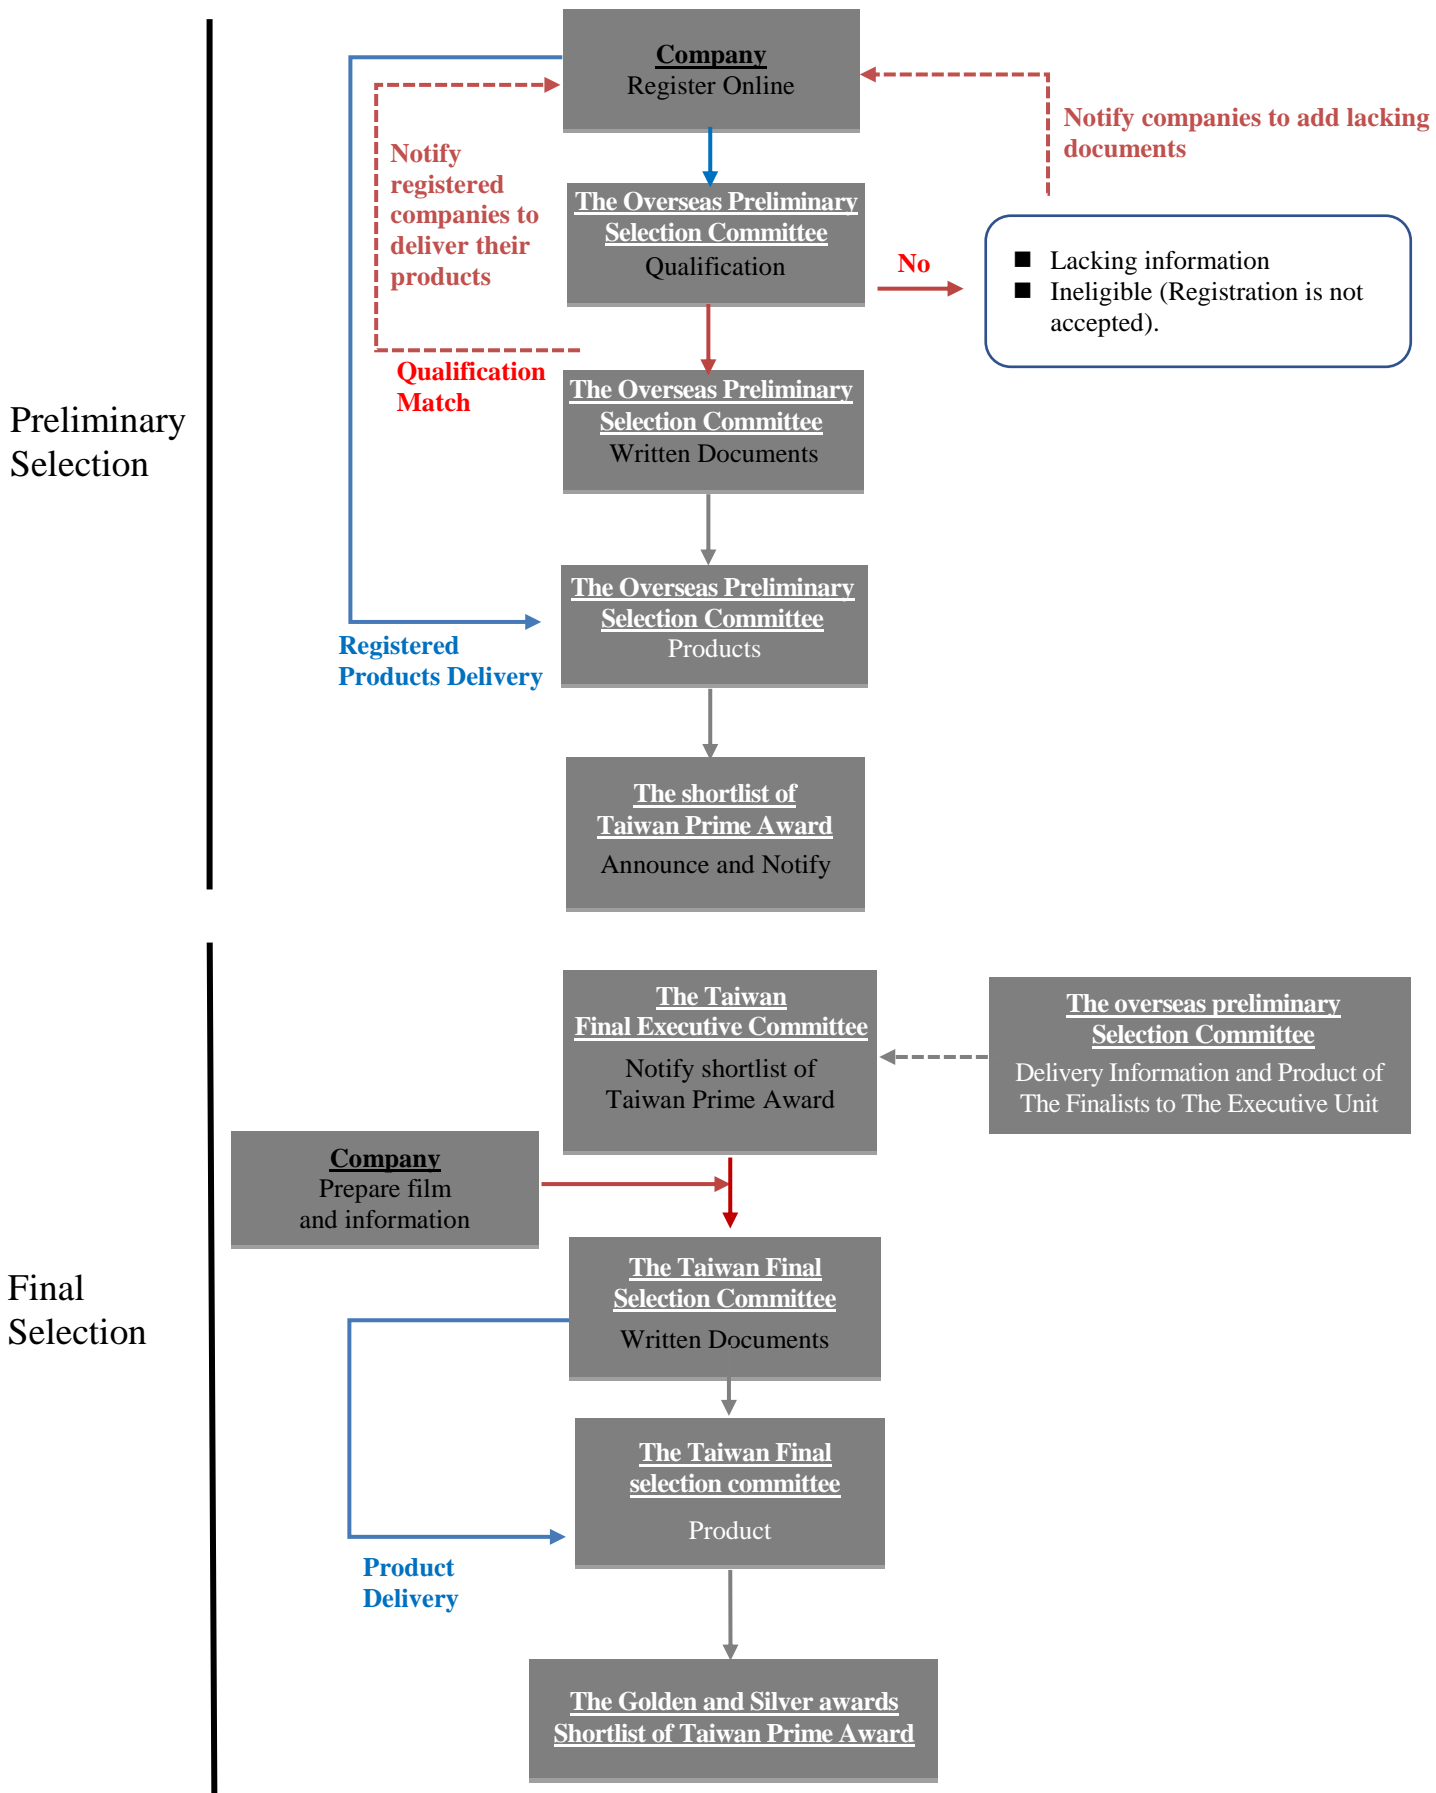 Company
Register Online
Notify companies to add lacking
documents
Notify
registered
companies to
deliver their
products
The Overseas Preliminary
Selection Committee
Qualification
No
■ Lacking information
■ Ineligible (Registration is not
accepted).
Qualification
Match
The Overseas Preliminary
Selection Committee
Written Documents
Preliminary
Selection
The Overseas Preliminary
Selection Committee
Products
Registered
Products Delivery
The shortlist of
Taiwan Prime Award
Announce and Notify
The Taiwan
Final Executive Committee
Notify shortlist of
Taiwan Prime Award
The overseas preliminary
Selection Committee
Delivery Information and Product of
The Finalists to The Executive Unit
Company
Prepare film
and information
The Taiwan Final
Selection Committee
Written Documents
Final
Selection
The Taiwan Final
selection committee
Product
Product
Delivery
The Golden and Silver awards
Shortlist of Taiwan Prime Award